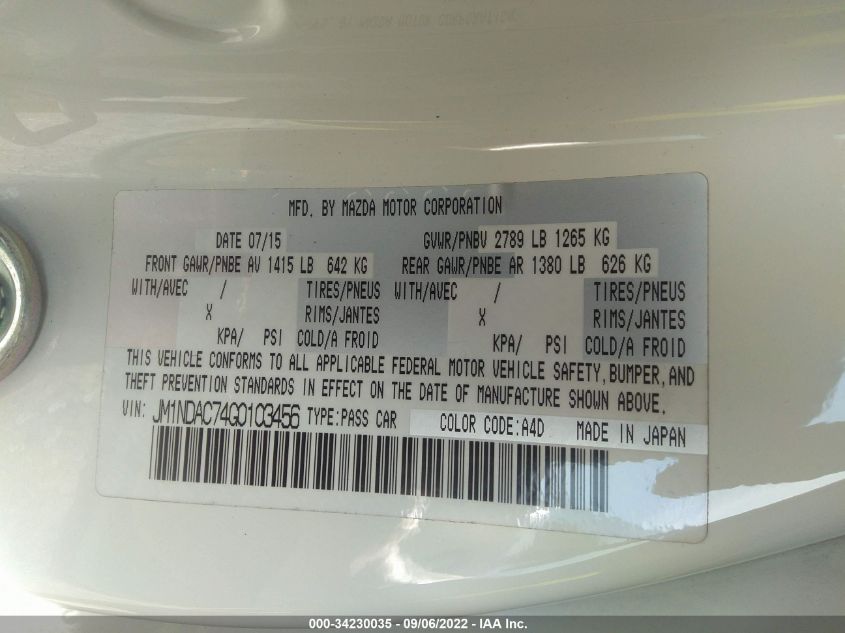 MFD. BY MAZDA MOTOR CORPORATION
DATE 07/15 GVWR/PNBV 2789 LB 1265 KG
FRONT GAWR/PNBE AV 1415 LB 642 KG REAR GAWR/PNBE AR 1380 LB 626 KG
WITH/AVEC / TIRES/PNEUS WITH/AVEC / TIRES/PNEUS
X RIMS/JANTES X RIMS/JANTES
KPA/ PSI COLD/A FROID KPA/ PSI COLD/A FROID
THIS VEHICLE CONFORMS TO ALL APPLICABLE FEDERAL MOTOR VEHICLE SAFETY, BUMPER, AND
THEFT PREVENTION STANDARDS IN EFFECT ON THE DATE OF MANUFACTURE SHOWN ABOVE.
VIN: JM1NDAC74G0103456 TYPE:PASS CAR COLOR CODE:A4D MADE IN JAPAN
000-34230035 - 09/06/2022 - IAA Inc.